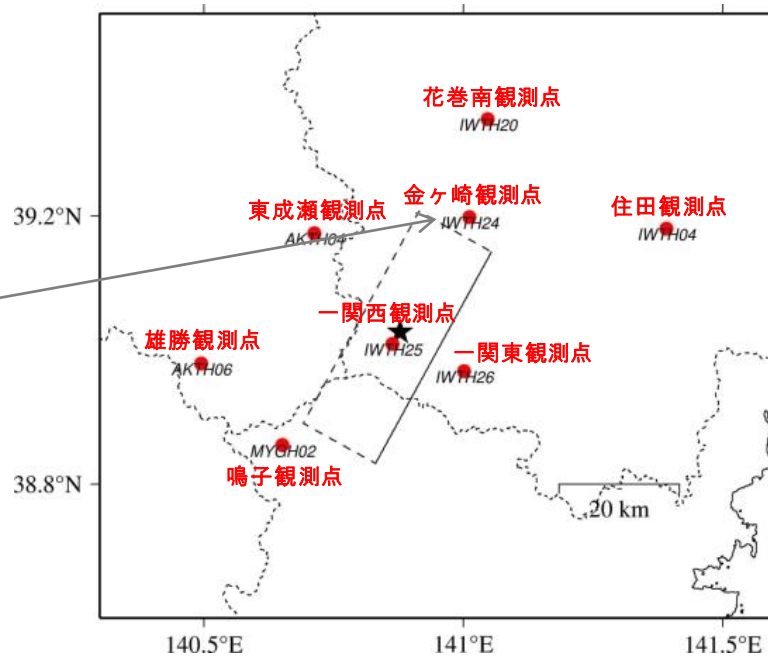 花巻南観測点
IWTH20
39.2°N
東成瀬観測点
AKTH04
金ヶ崎観測点
IWTH24
住田観測点
IWTH04
一関西観測点
IWTH25
雄勝観測点
AKTH06
一関東観測点
IWTH26
MYGH02
鳴子観測点
38.8°N
20 km
140.5°E
141°E
141.5°E